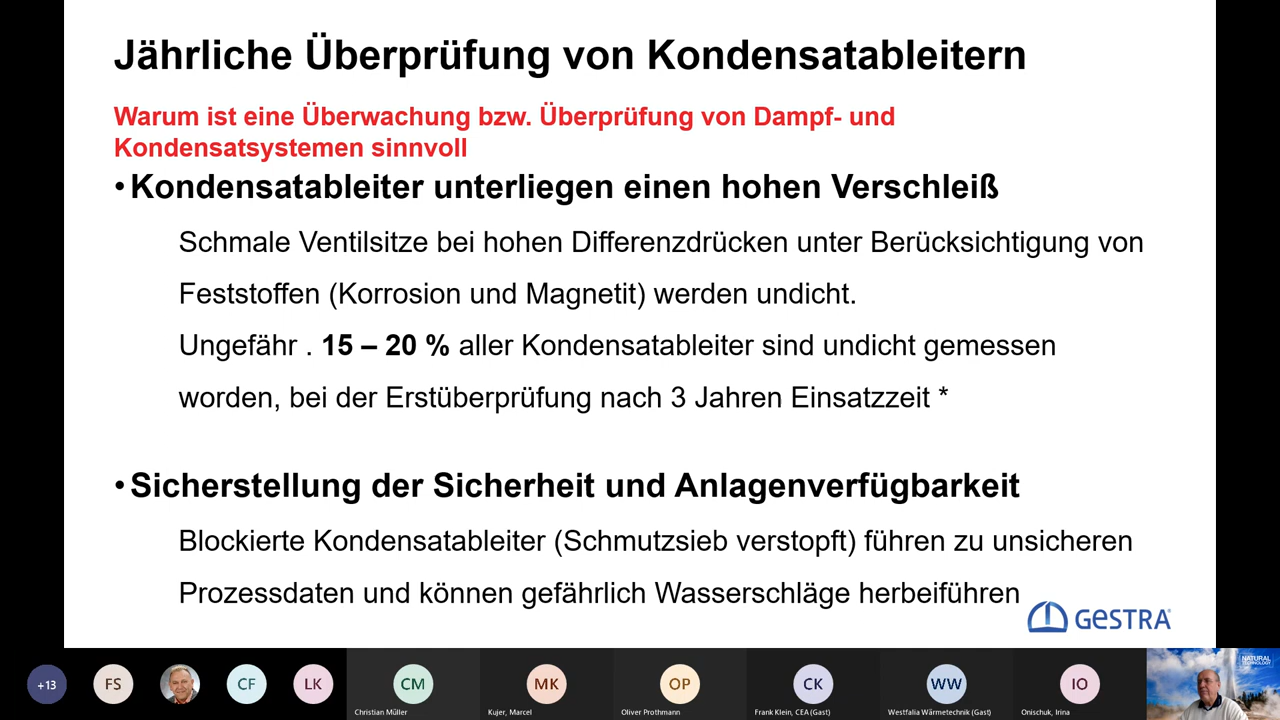 Jährliche Überprüfung von Kondensatableitern
Warum ist eine Überwachung bzw. Überprüfung von Dampf- und
Kondensatsystemen sinnvoll
•Kondensatableiter unterliegen einen hohen Verschleiß
Schmale Ventilsitze bei hohen Differenzdrücken unter Berücksichtigung von
Feststoffen (Korrosion und Magnetit) werden undicht.
Ungefähr . 15 – 20 % aller Kondensatableiter sind undicht gemessen
worden, bei der Erstüberprüfung nach 3 Jahren Einsatzzeit *
•Sicherstellung der Sicherheit und Anlagenverfügbarkeit
Blockierte Kondensatableiter (Schmutzsieb verstopft) führen zu unsicheren
Prozessdaten und können gefährlich Wasserschläge herbeiführen
GESTRA
+13 FS CF LK CM MK OP CK WW IO
Christian Müller Kujer, Marcel Oliver Prothmann Frank Klein, CEA (Gast) Westfalia Wärmetechnik (Gast) Onischuk, Irina
NATURAL
TECHNOLOGY